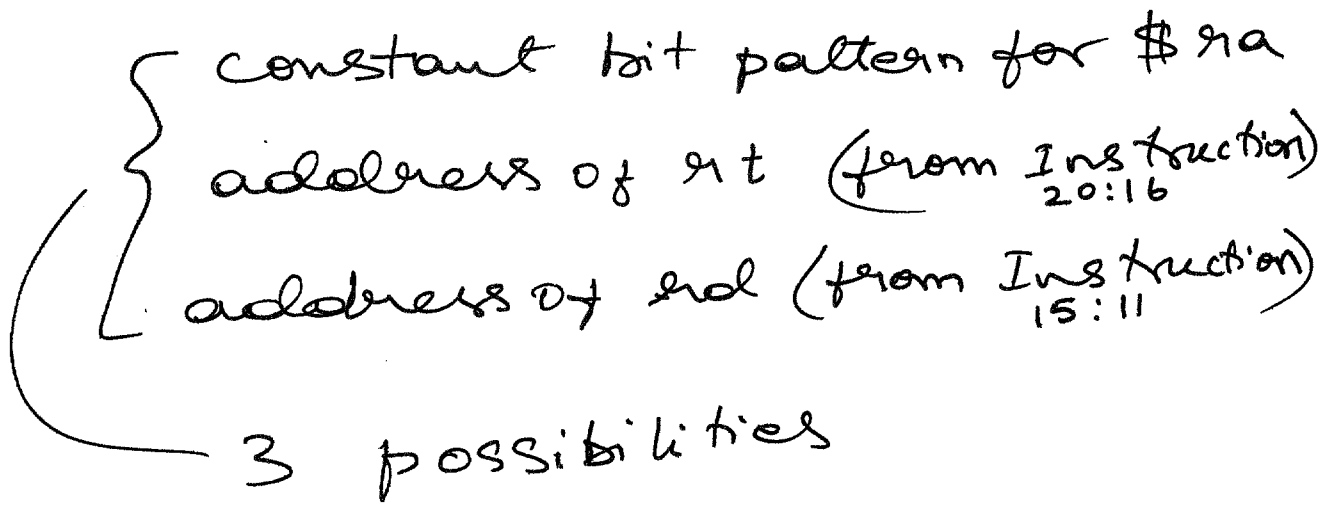 constant bit pattern for $ra
address of rt (from Instruction)
20:16
address of rd (from Instruction)
15:11
3 possibilities